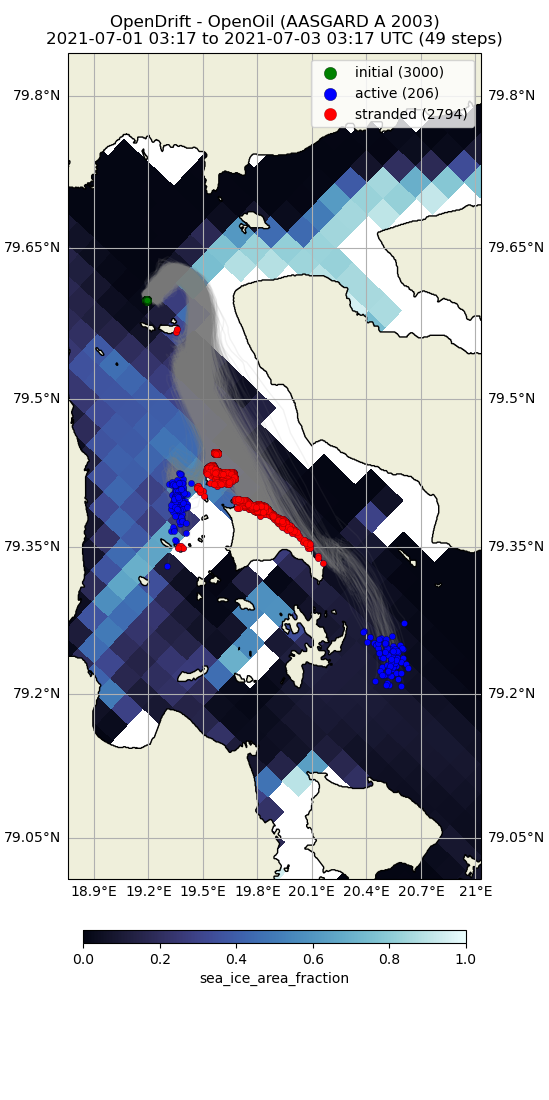 OpenDrift - OpenOil (AASGARD A 2003)
2021-07-01 03:17 to 2021-07-03 03:17 UTC (49 steps)
initial (3000)
active (206)
stranded (2794)
79.8°N 79.8°N
79.65°N 79.65°N
79.5°N 79.5°N
79.35°N 79.35°N
79.2°N 79.2°N
79.05°N 79.05°N
18.9°E 19.2°E 19.5°E 19.8°E 20.1°E 20.4°E 20.7°E 21°E
0.0 0.2 0.4 0.6 0.8 1.0
sea_ice_area_fraction